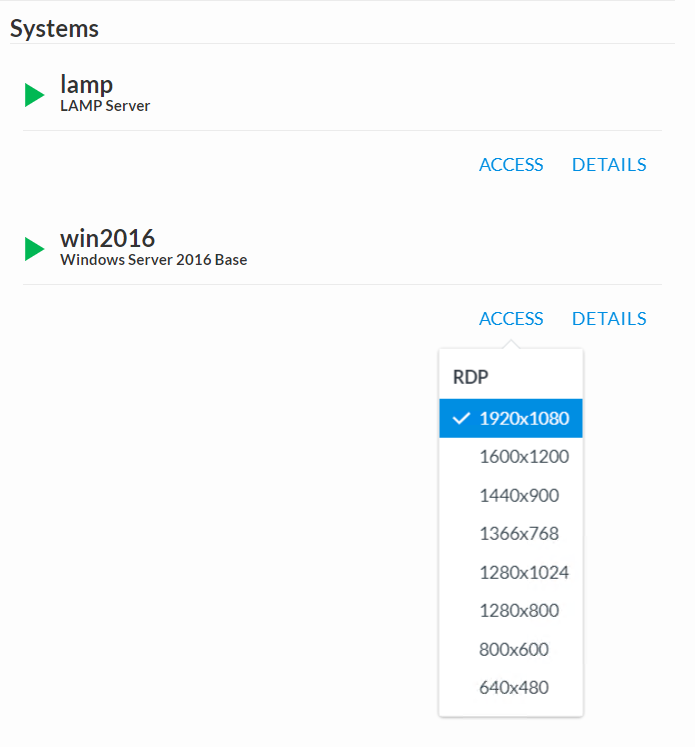 Systems
lamp
LAMP Server
ACCESS DETAILS
win2016
Windows Server 2016 Base
ACCESS DETAILS
RDP
1920x1080
1600x1200
1440x900
1366x768
1280x1024
1280x800
800x600
640x480